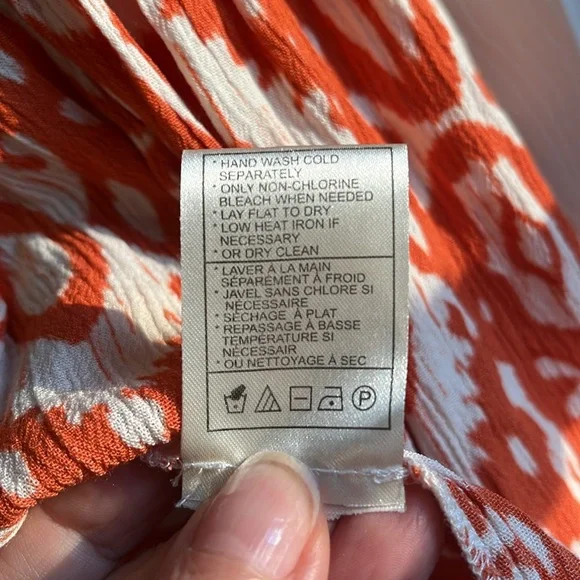 * HAND WASH COLD
SEPARATELY
* ONLY NON-CHLORINE
BLEACH WHEN NEEDED
* LAY FLAT TO DRY
* LOW HEAT IRON IF
NECESSARY
* OR DRY CLEAN
* LAVER À LA MAIN
SÉPARÉMENT À FROID
* JAVEL SANS CHLORE SI
NÉCESSAIRE
* SÉCHAGE À PLAT
* REPASSAGE À BASSE
TEMPÉRATURE SI
NÉCESSAIRE
* OU NETTOYAGE À SEC
P